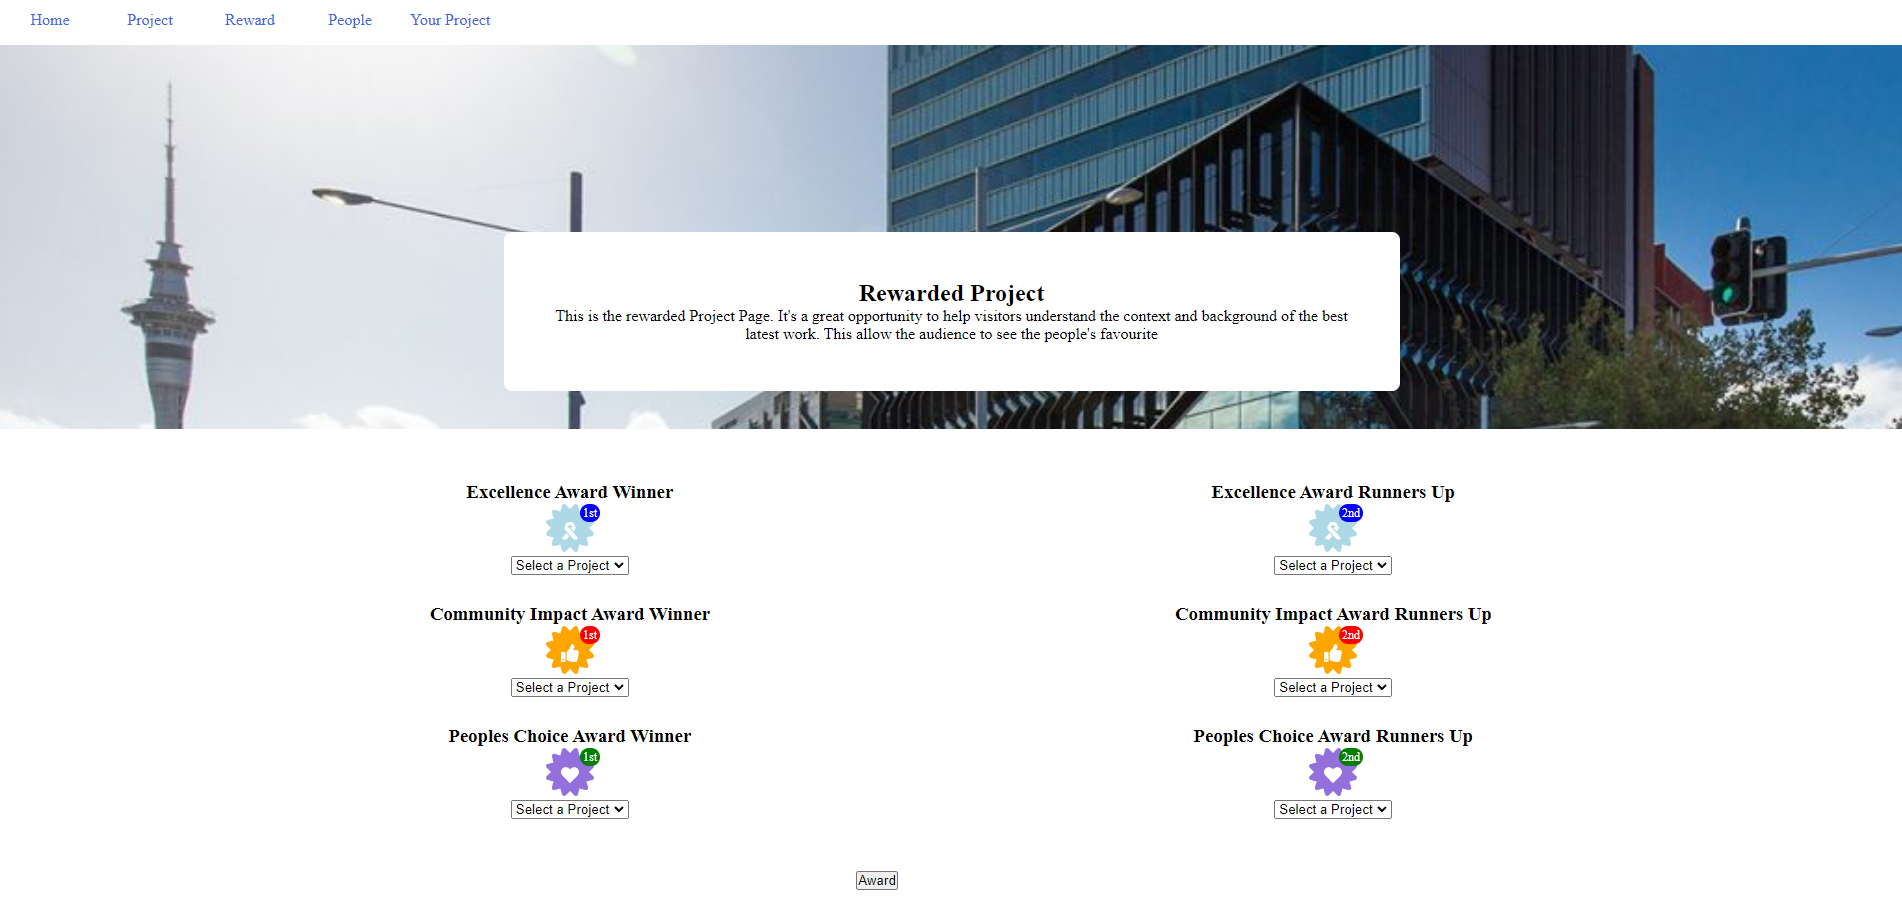 Home Project Reward People Your Project
Rewarded Project
This is the rewarded Project Page. It's a great opportunity to help visitors understand the context and background of the best
latest work. This allow the audience to see the people's favourite
Excellence Award Winner
1st
Select a Project
Excellence Award Runners Up
2nd
Select a Project
Community Impact Award Winner
1st
Select a Project
Community Impact Award Runners Up
2nd
Select a Project
Peoples Choice Award Winner
1st
Select a Project
Peoples Choice Award Runners Up
2nd
Select a Project
Award